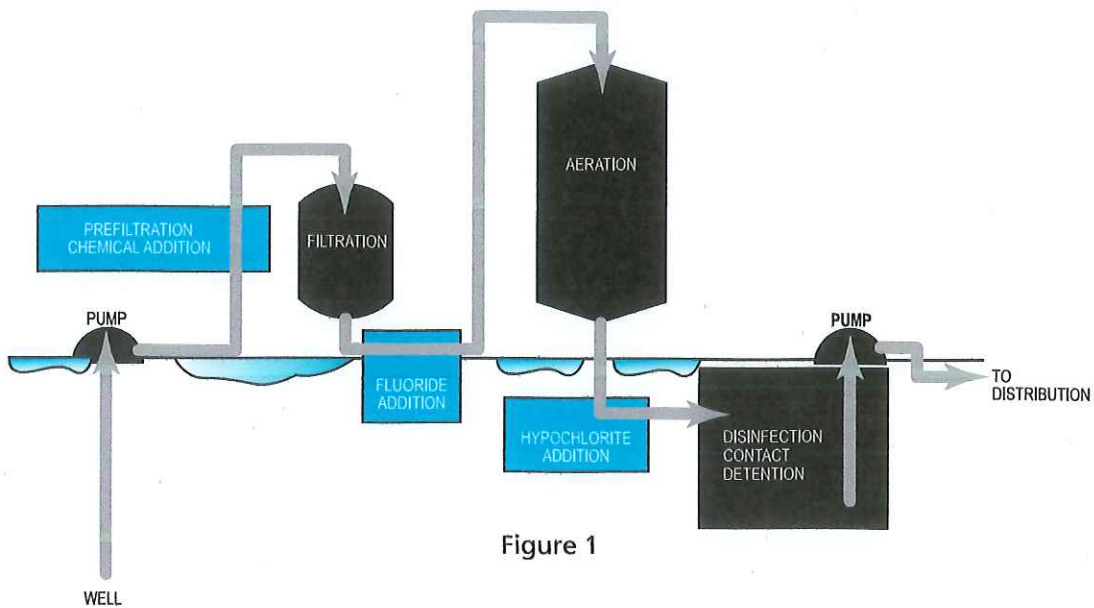 PREFILTRATION
CHEMICAL ADDITION
PUMP
FILTRATION
AERATION
FLUORIDE
ADDITION
HYPOCHLORITE
ADDITION
PUMP
DISINFECTION
CONTACT
DETENTION
TO
DISTRIBUTION
WELL
Figure 1